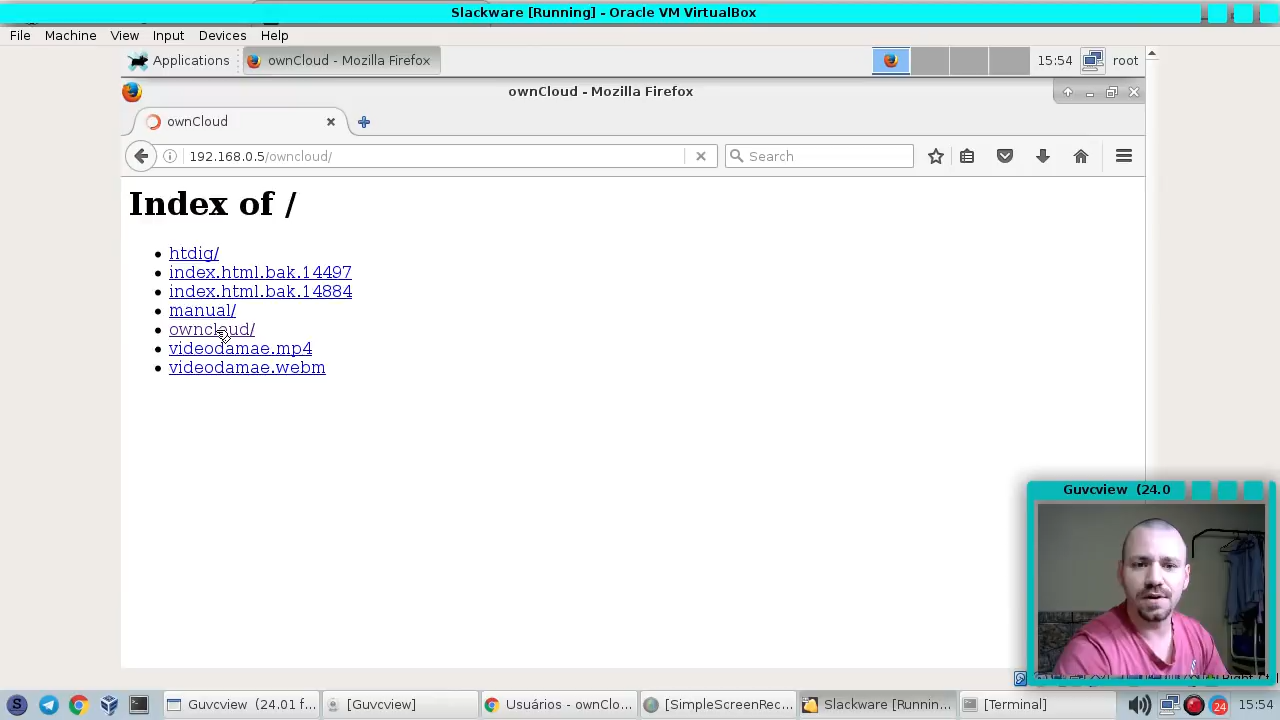 Slackware [Running] - Oracle VM VirtualBox
File Machine View Input Devices Help
Applications ownCloud - Mozilla Firefox 15:54 root
ownCloud - Mozilla Firefox
ownCloud
192.168.0.5/owncloud/ Search
Index of /
htdig/
index.html.bak.14497
index.html.bak.14884
manual/
owncloud/
videodamae.mp4
videodamae.webm
Guvcview (24.0
Guvcview (24.01 f... [Guvcview] Usuários - ownClo... [SimpleScreenRec... Slackware [Runnin... [Terminal] 24 15:54